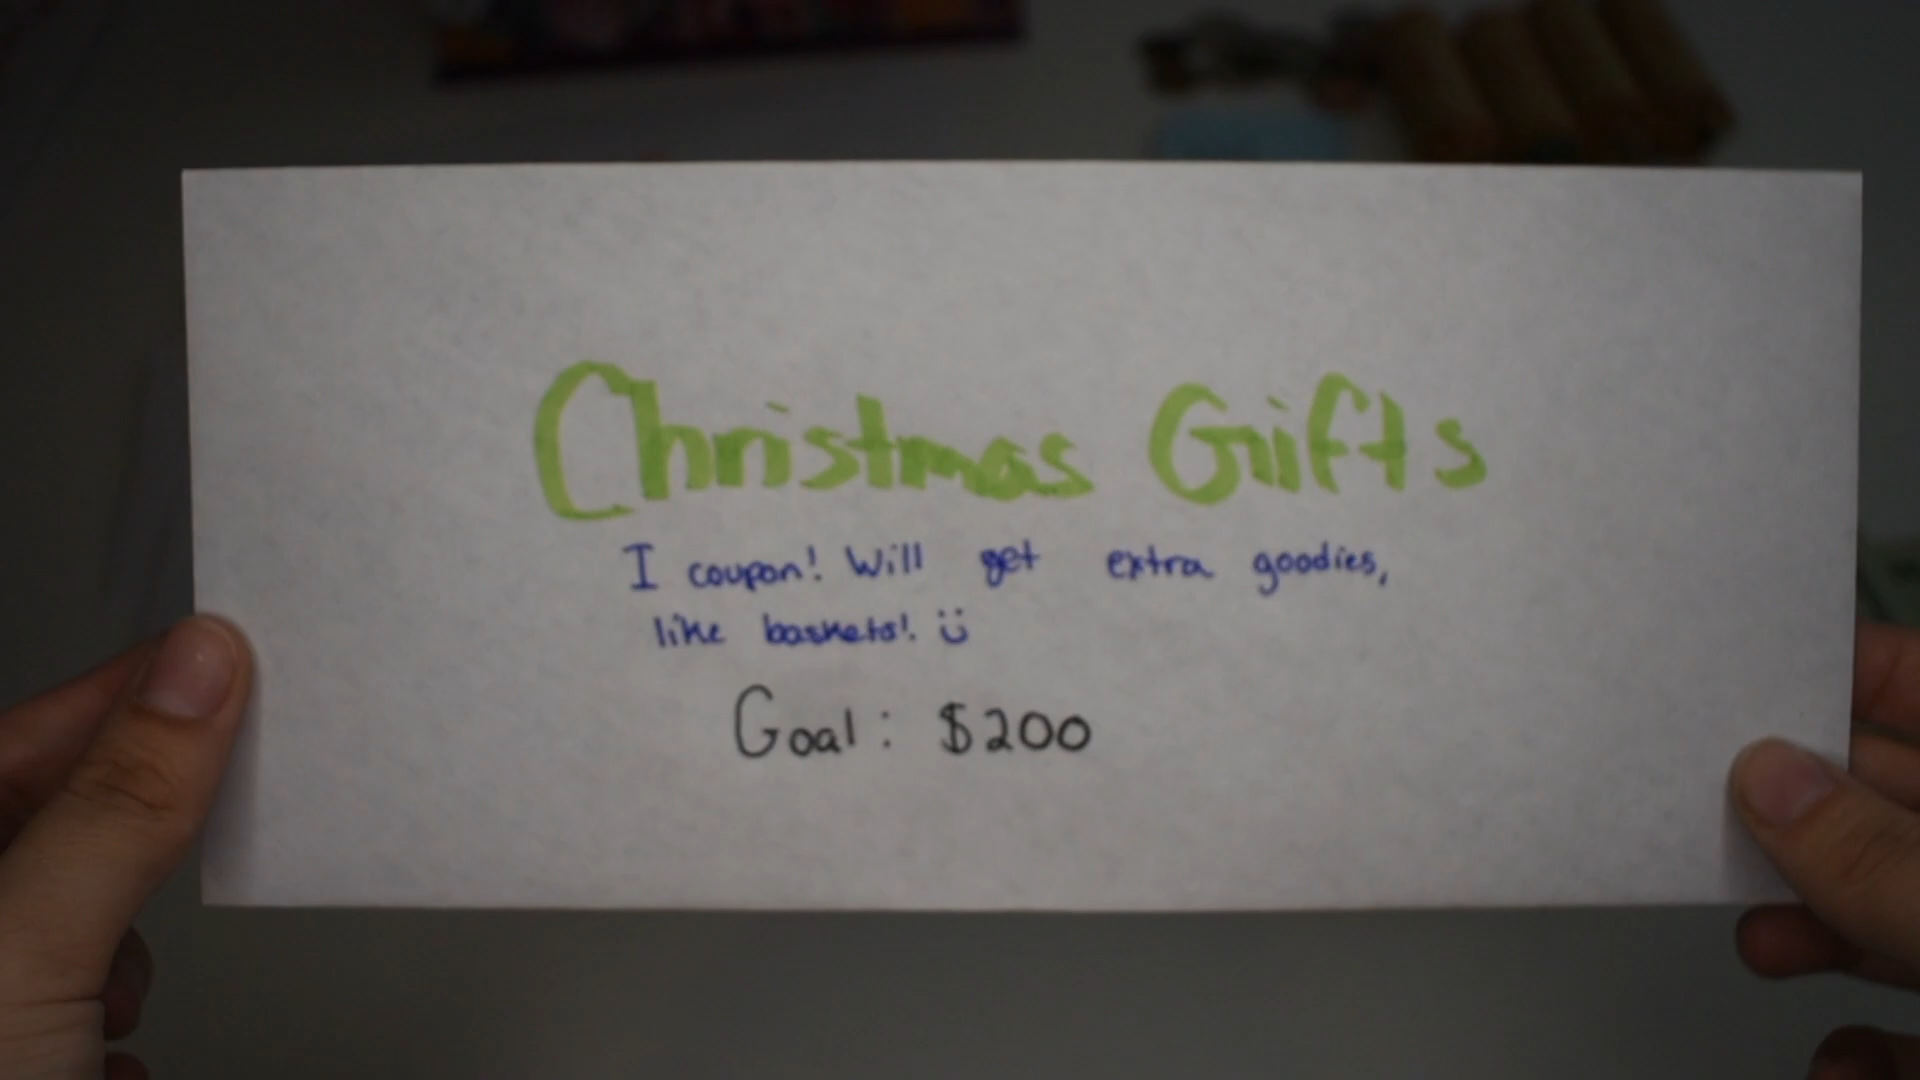 Christmas Gifts
I coupon! Will get extra goodies,
like baskets! ü
Goal: $200